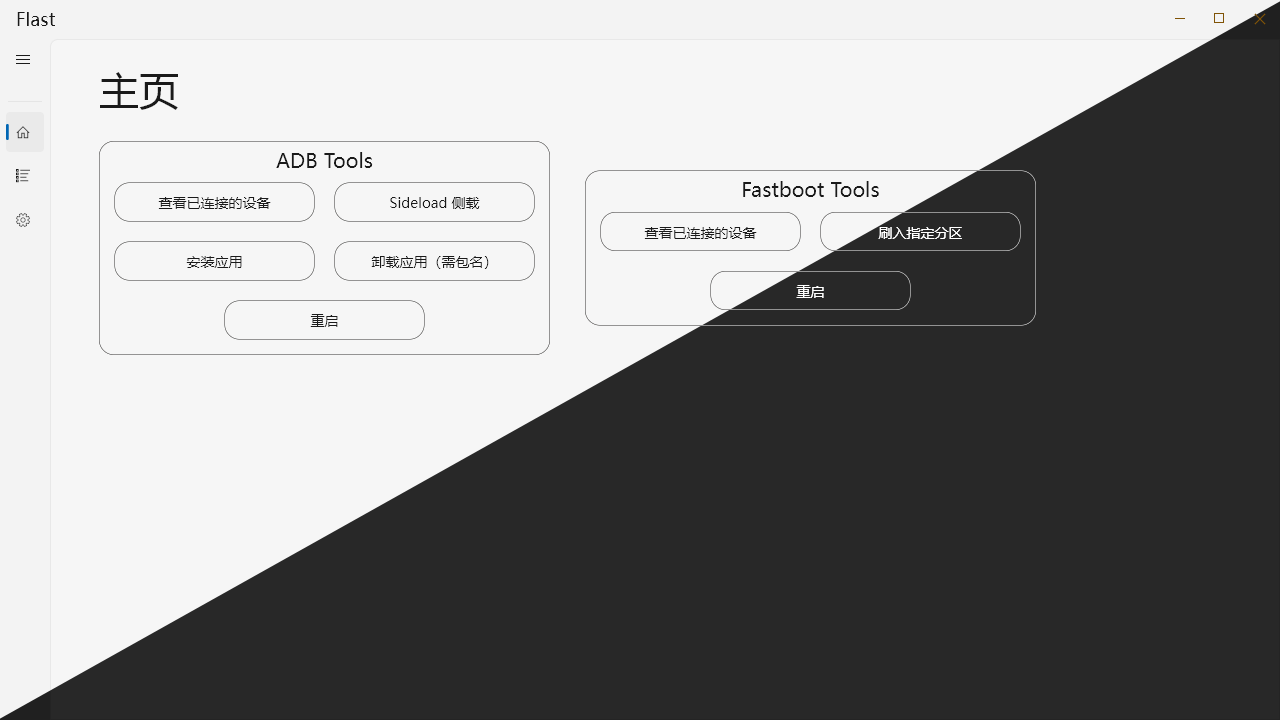 Flast
主页
ADB Tools
查看已连接的设备
Sideload 侧载
安装应用
卸载应用（需包名）
重启
Fastboot Tools
查看已连接的设备
刷入指定分区
重启